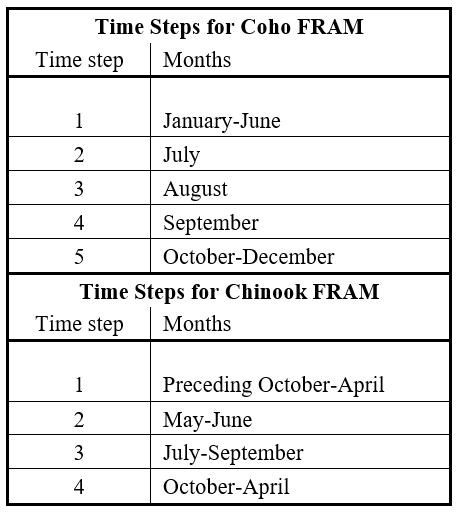 Time Steps for Coho FRAM
Time step Months
1 January-June
2 July
3 August
4 September
5 October-December
Time Steps for Chinook FRAM
Time step Months
1 Preceding October-April
2 May-June
3 July-September
4 October-April